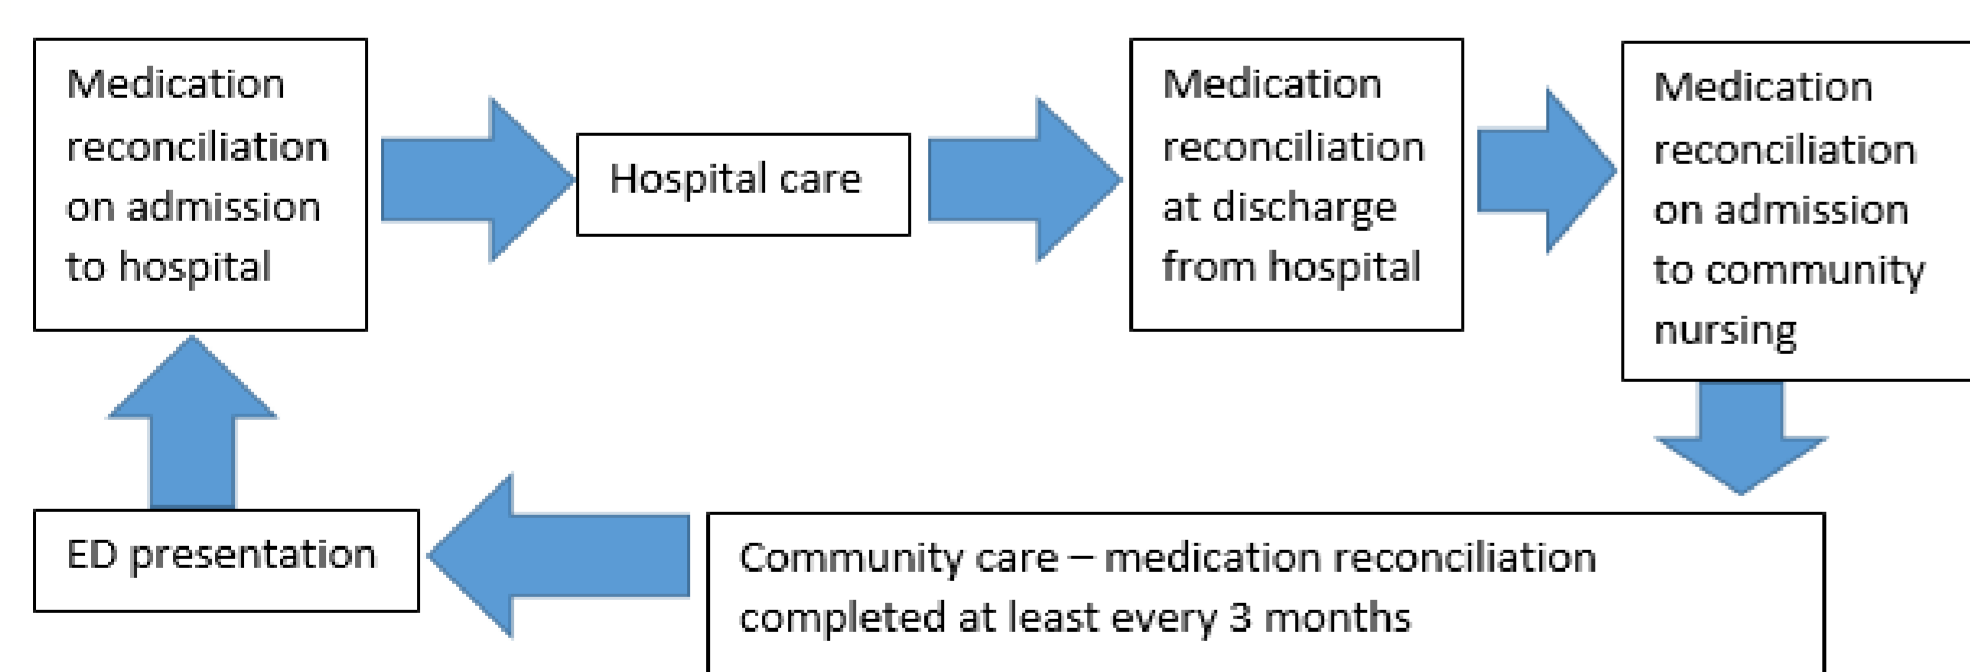 Medication
reconciliation
on admission
to hospital
Hospital care
Medication
reconciliation
at discharge
from hospital
Medication
reconciliation
on admission
to community
nursing
Community care – medication reconciliation
completed at least every 3 months
ED presentation